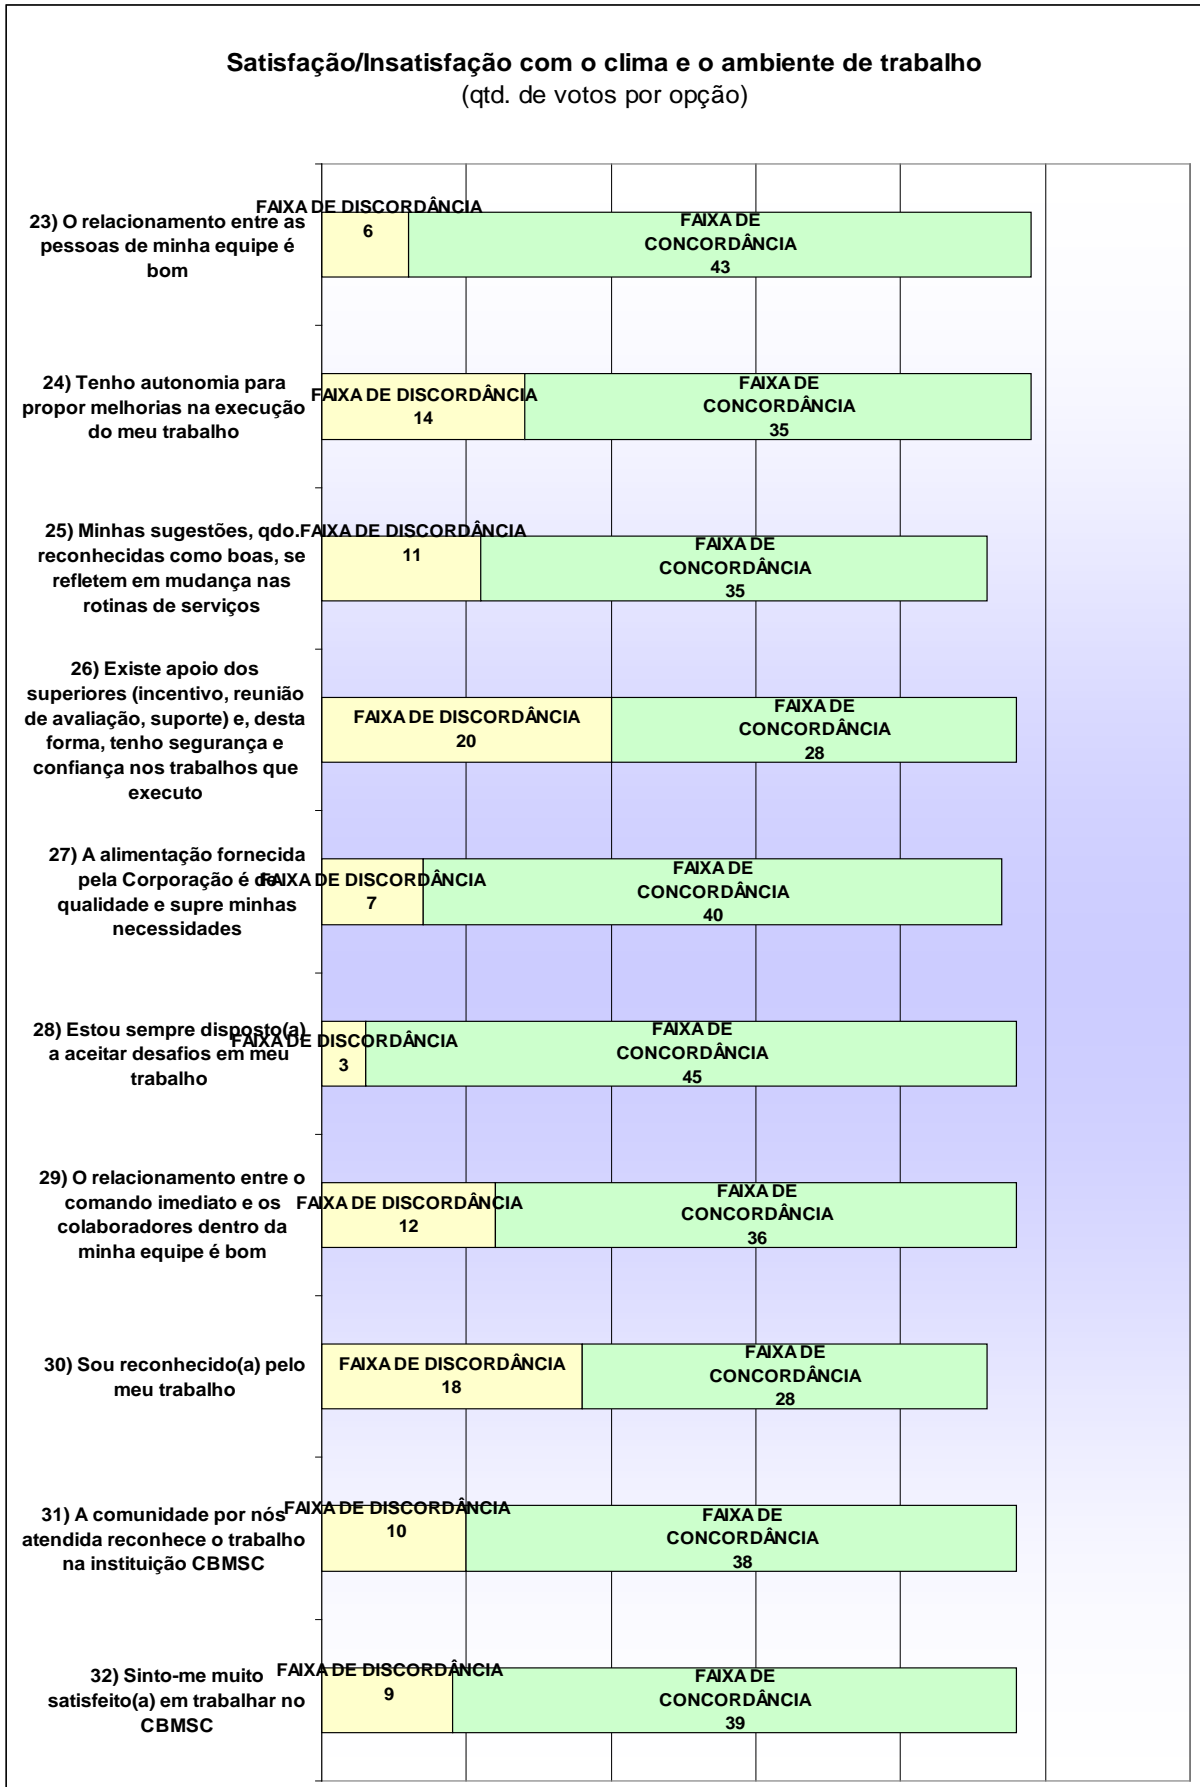 Satisfação/Insatisfação com o clima e o ambiente de trabalho
(qtd. de votos por opção)
23) O relacionamento entre as
pessoas de minha equipe é
bom
FAIXA DE DISCORDÂNCIA
6
FAIXA DE
CONCORDÂNCIA
43
24) Tenho autonomia para
propor melhorias na execução
do meu trabalho
FAIXA DE DISCORDÂNCIA
14
FAIXA DE
CONCORDÂNCIA
35
25) Minhas sugestões, qdo.
reconhecidas como boas, se
refletem em mudança nas
rotinas de serviços
FAIXA DE DISCORDÂNCIA
11
FAIXA DE
CONCORDÂNCIA
35
26) Existe apoio dos
superiores (incentivo, reunião
de avaliação, suporte) e, desta
forma, tenho segurança e
confiança nos trabalhos que
executo
FAIXA DE DISCORDÂNCIA
20
FAIXA DE
CONCORDÂNCIA
28
27) A alimentação fornecida
pela Corporação é de
qualidade e supre minhas
necessidades
FAIXA DE DISCORDÂNCIA
7
FAIXA DE
CONCORDÂNCIA
40
28) Estou sempre disposto(a)
a aceitar desafios em meu
trabalho
FAIXA DE DISCORDÂNCIA
3
FAIXA DE
CONCORDÂNCIA
45
29) O relacionamento entre o
comando imediato e os
colaboradores dentro da
minha equipe é bom
FAIXA DE DISCORDÂNCIA
12
FAIXA DE
CONCORDÂNCIA
36
30) Sou reconhecido(a) pelo
meu trabalho
FAIXA DE DISCORDÂNCIA
18
FAIXA DE
CONCORDÂNCIA
28
31) A comunidade por nós
atendida reconhece o trabalho
na instituição CBMSC
FAIXA DE DISCORDÂNCIA
10
FAIXA DE
CONCORDÂNCIA
38
32) Sinto-me muito
satisfeito(a) em trabalhar no
CBMSC
FAIXA DE DISCORDÂNCIA
9
FAIXA DE
CONCORDÂNCIA
39